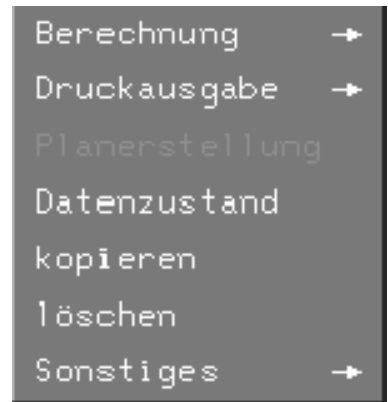 Berechnung
Druckausgabe
Planerstellung
Datenzustand
kopieren
löschen
Sonstiges